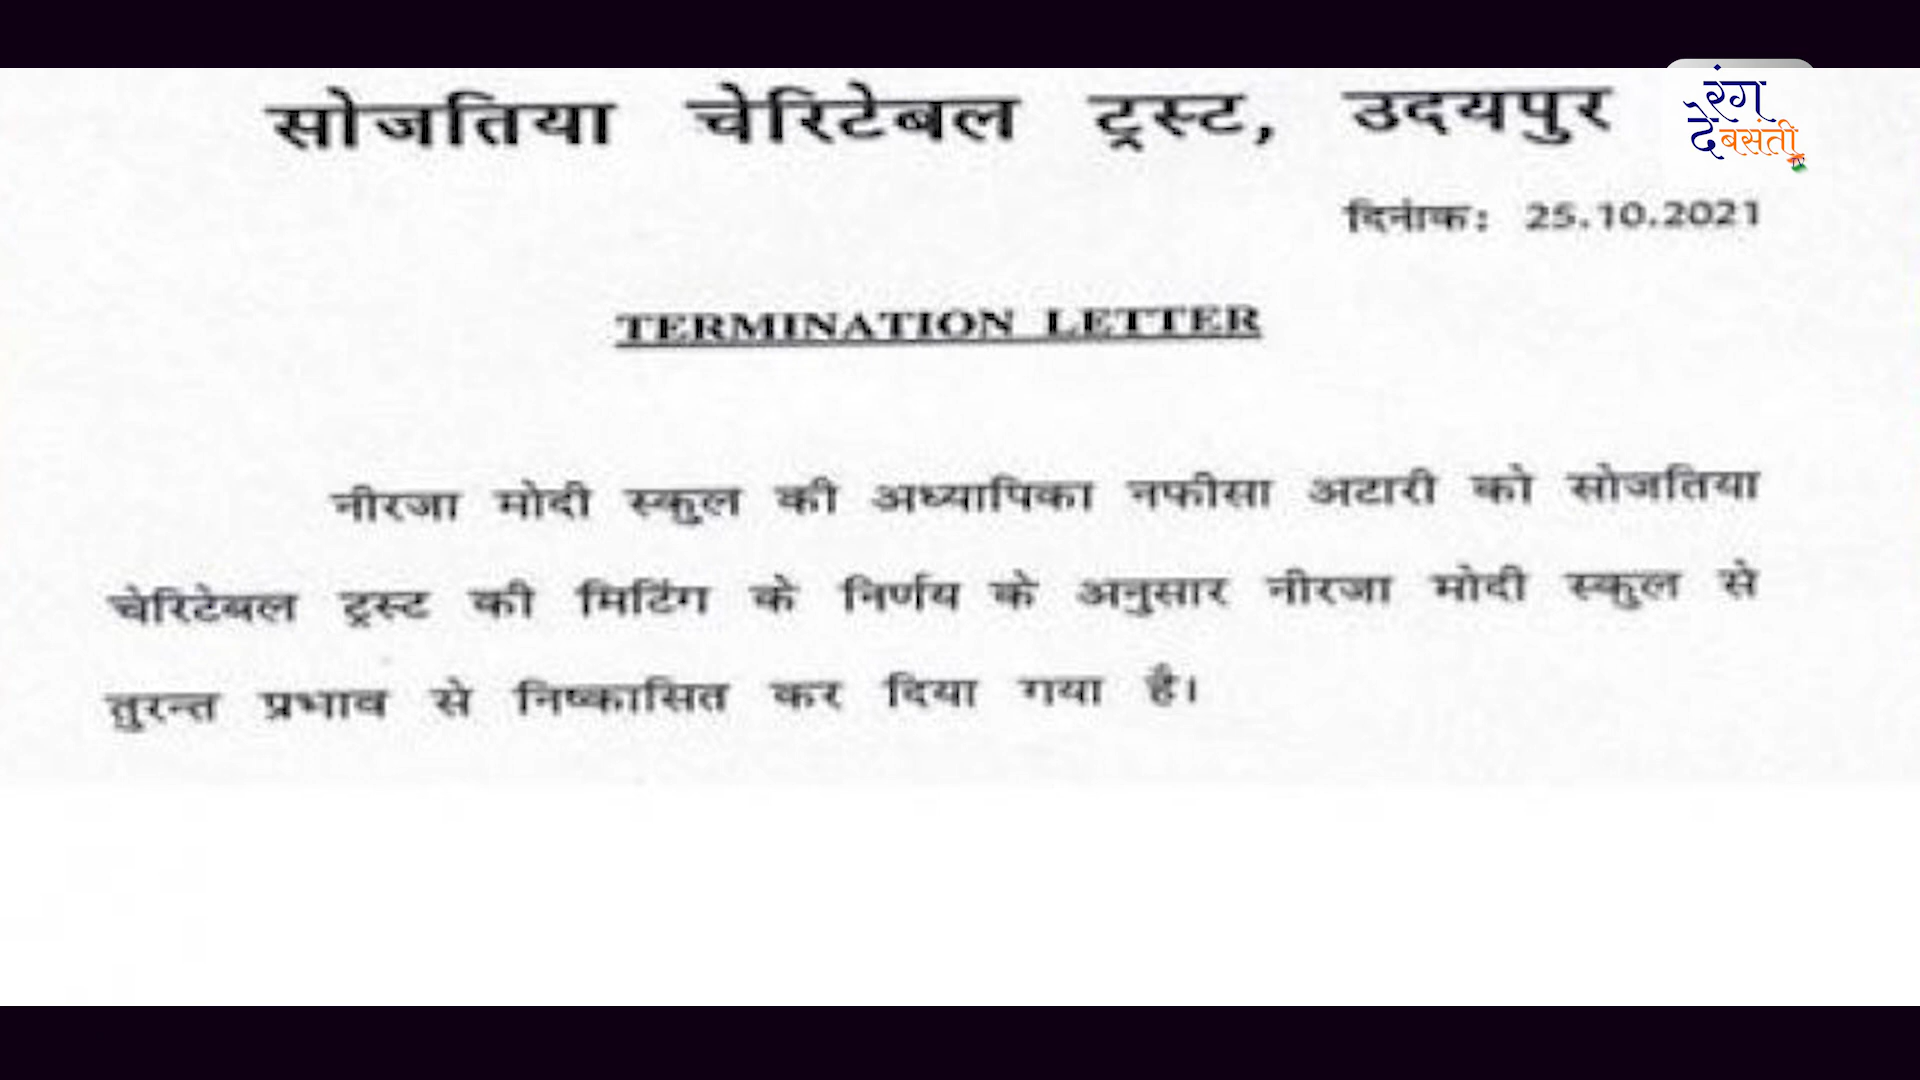 सोजतिया चेरिटेबल ट्रस्ट, उदयपुर
रंग
दे बसंती
दिनांक: 25.10.2021
TERMINATION LETTER
नीरजा मोदी स्कुल की अध्यापिका नफीसा अटारी को सोजतिया
चेरिटेबल ट्रस्ट की मिटिंग के निर्णय के अनुसार नीरजा मोदी स्कुल से
तुरन्त प्रभाव से निष्कासित कर दिया गया है।